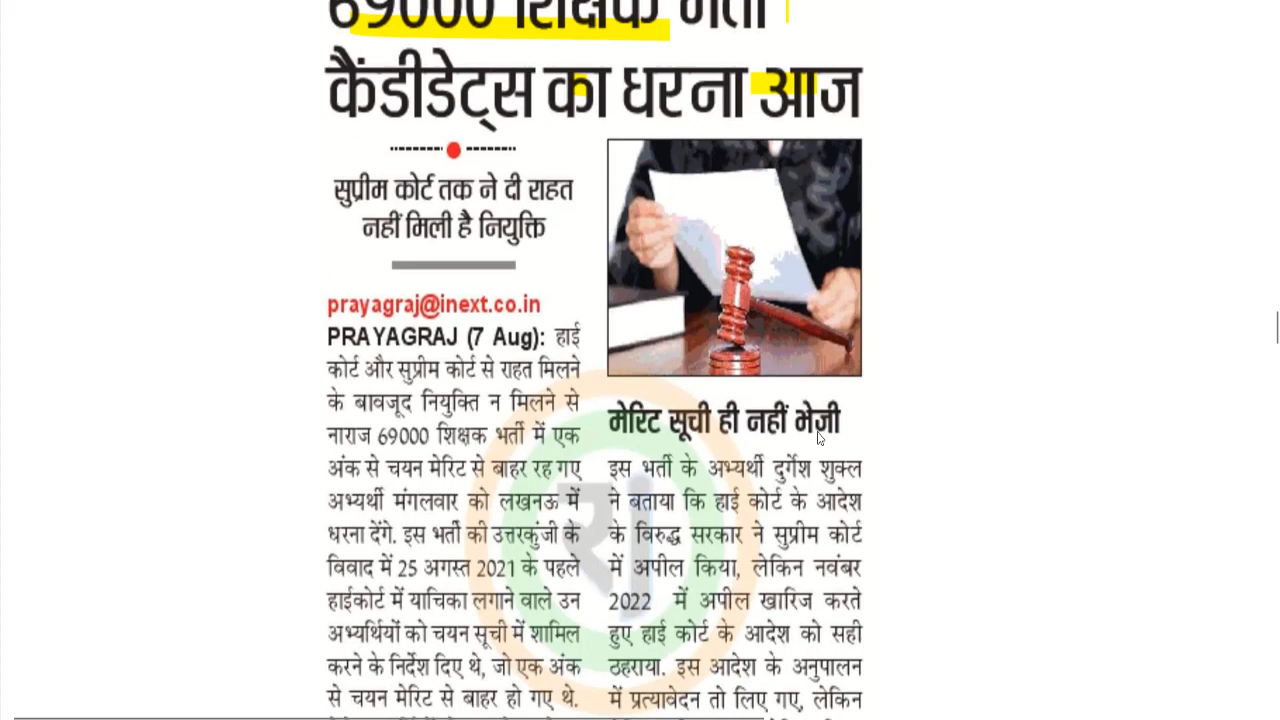 69000 शिक्षक भर्ती
कैंडीडेट्स का धरना आज
सुप्रीम कोर्ट तक ने दी राहत
नहीं मिली है नियुक्ति
prayagraj@inext.co.in
PRAYAGRAJ (7 Aug): हाई
कोर्ट और सुप्रीम कोर्ट से राहत मिलने
के बावजूद नियुक्ति न मिलने से
नाराज 69000 शिक्षक भर्ती में एक
अंक से चयन मेरिट से बाहर रह गए
अभ्यर्थी मंगलवार को लखनऊ में
धरना देंगे. इस भर्ती की उत्तरकुंजी के
विवाद में 25 अगस्त 2021 के पहले
हाईकोर्ट में याचिका लगाने वाले उन
अभ्यर्थियों को चयन सूची में शामिल
करने के निर्देश दिए थे, जो एक अंक
से चयन मेरिट से बाहर हो गए थे.
मेरिट सूची ही नहीं भेजी
इस भर्ती के अभ्यर्थी दुर्गेश शुक्ल
ने बताया कि हाई कोर्ट के आदेश
के विरुद्ध सरकार ने सुप्रीम कोर्ट
में अपील किया, लेकिन नवंबर
2022 में अपील खारिज करते
हुए हाई कोर्ट के आदेश को सही
ठहराया. इस आदेश के अनुपालन
में प्रत्यावेदन तो लिए गए, लेकिन